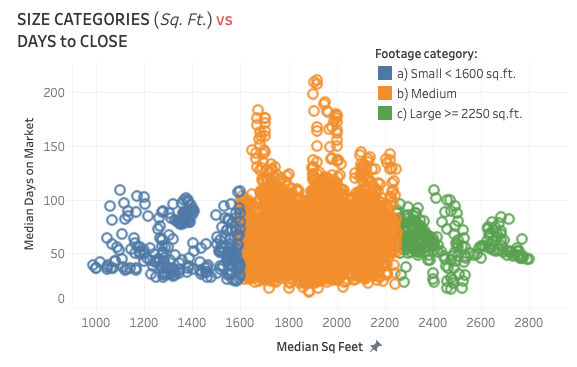 SIZE CATEGORIES (Sq. Ft.) vs
DAYS to CLOSE
Footage category:
a) Small < 1600 sq.ft.
b) Medium
c) Large >= 2250 sq.ft.
Median Days on Market
200
150
100
50
0
1000 1200 1400 1600 1800 2000 2200 2400 2600 2800
Median Sq Feet